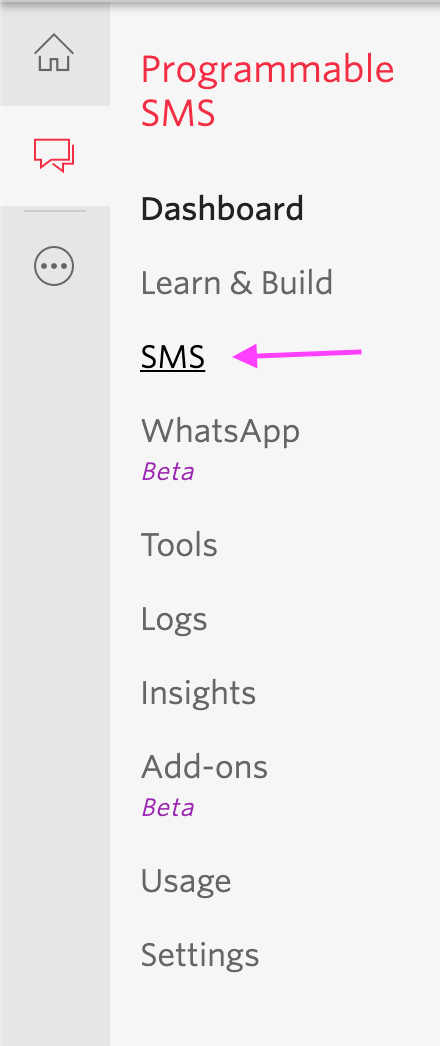 Programmable
SMS
Dashboard
Learn & Build
SMS
WhatsApp
Beta
Tools
Logs
Insights
Add-ons
Beta
Usage
Settings